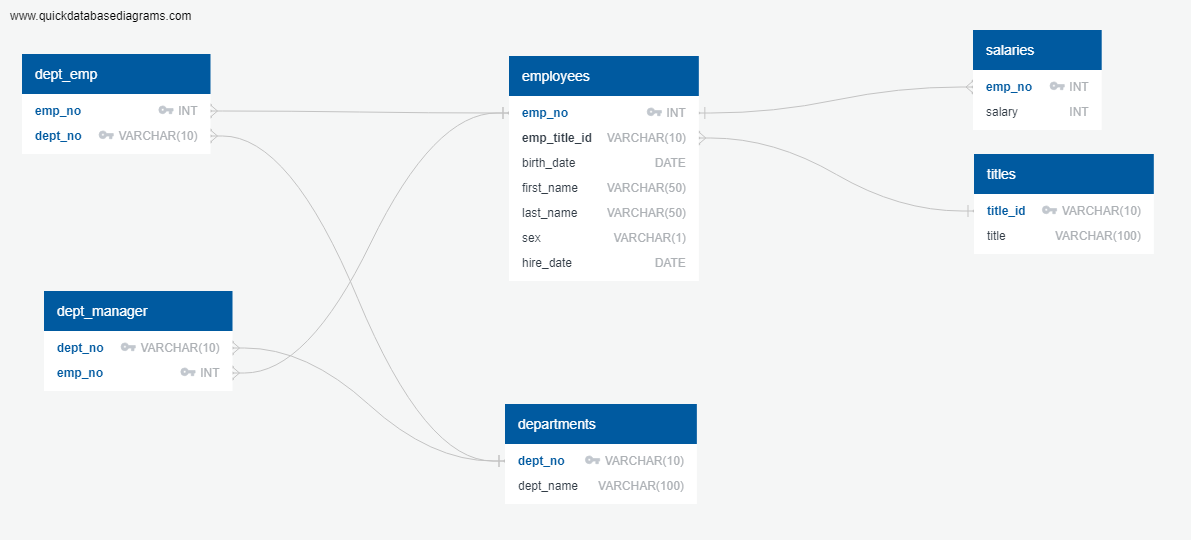 www.quickdatabasediagrams.com
dept_emp
emp_no INT
dept_no VARCHAR(10)
employees
emp_no INT
emp_title_id VARCHAR(10)
birth_date DATE
first_name VARCHAR(50)
last_name VARCHAR(50)
sex VARCHAR(1)
hire_date DATE
salaries
emp_no INT
salary INT
titles
title_id VARCHAR(10)
title VARCHAR(100)
dept_manager
dept_no VARCHAR(10)
emp_no INT
departments
dept_no VARCHAR(10)
dept_name VARCHAR(100)